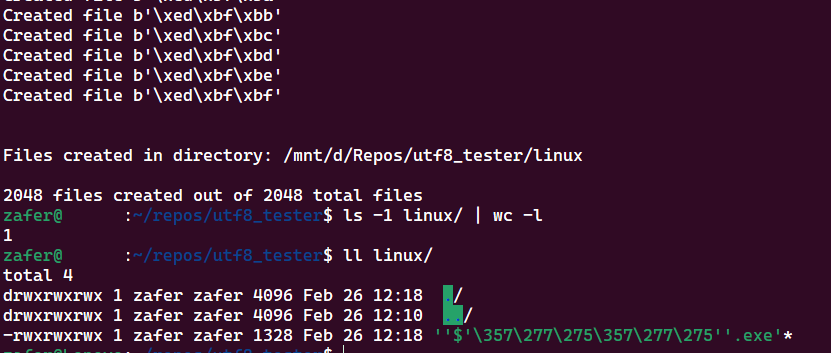 Created file b'\xed\xbf\xbb'
Created file b'\xed\xbf\xbc'
Created file b'\xed\xbf\xbd'
Created file b'\xed\xbf\xbe'
Created file b'\xed\xbf\xbf'
Files created in directory: /mnt/d/Repos/utf8_tester/linux
2048 files created out of 2048 total files
zafer@ :~/repos/utf8_tester$ ls -1 linux/ | wc -l
1
zafer@ :~/repos/utf8_tester$ ll linux/
total 4
drwxrwxrwx 1 zafer zafer 4096 Feb 26 12:18 ./
drwxrwxrwx 1 zafer zafer 4096 Feb 26 12:10 ../
-rwxrwxrwx 1 zafer zafer 1328 Feb 26 12:18 ''$'\357\277\275\357\277\275''.exe'*